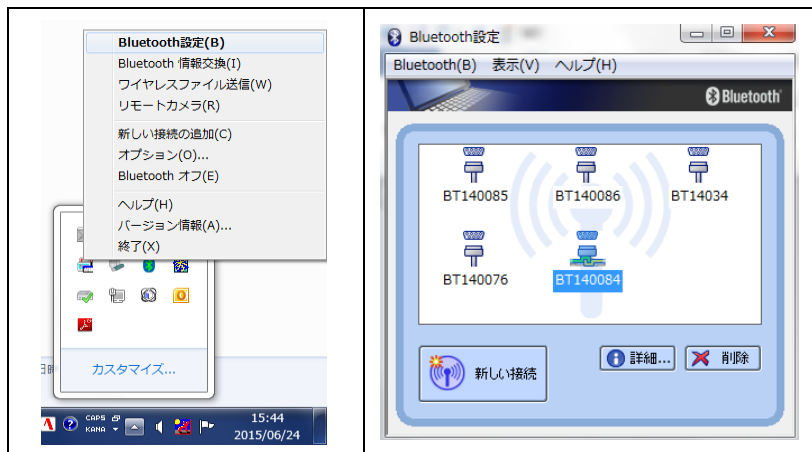 Bluetooth設定(B)
Bluetooth 情報交換(I)
ワイヤレスファイル送信(W)
リモートカメラ(R)
新しい接続の追加(C)
オプション(O)...
Bluetooth オフ(E)
ヘルプ(H)
バージョン情報(A)...
終了(X)
カスタマイズ...
CAPS
KANA
15:44
2015/06/24
Bluetooth設定
Bluetooth(B) 表示(V) ヘルプ(H)
Bluetooth
BT140085 BT140086 BT14034
BT140076 BT140084
新しい接続
詳細... 削除